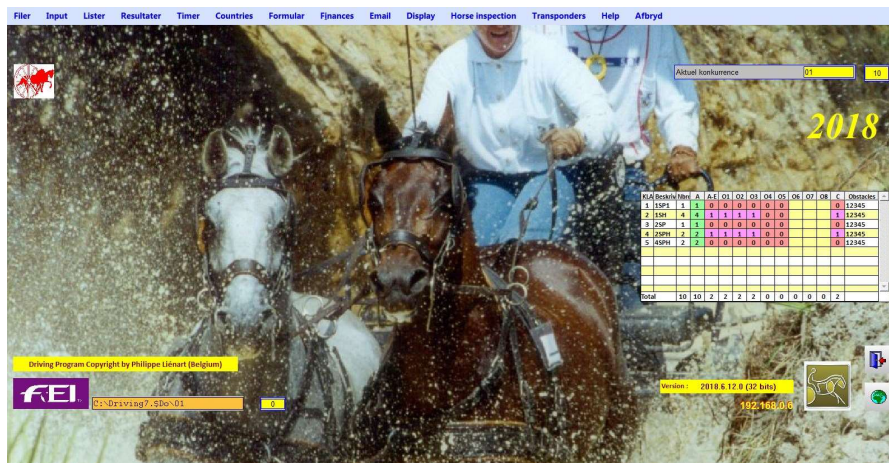 Filer Input Lister Resultater Timer Countries Formular Finances Email Display Horse inspection Transponders Help Afbryd
Aktuel konkurrence 01 10
2018
KLA Beskriv Nbr A A-E O1 O2 O3 O4 O5 O6 O7 O8 C Obstacles
1 1SP1 1 1 0 0 0 0 0 0 0 12345
2 1SH 4 4 1 1 1 1 0 0 1 12345
3 2SP 1 1 0 0 0 0 0 0 0 12345
4 2SPH 2 2 1 1 1 1 0 0 1 12345
5 4SPH 2 2 0 0 0 0 0 0 0 12345
Total 10 10 2 2 2 2 0 0 0 0 0 2
Driving Program Copyright by Philippe Liénart (Belgium)
FEI
C:\Driving7.$Do\01 0
Version : 2018.6.12.0 (32 bits)
192.168.0.6